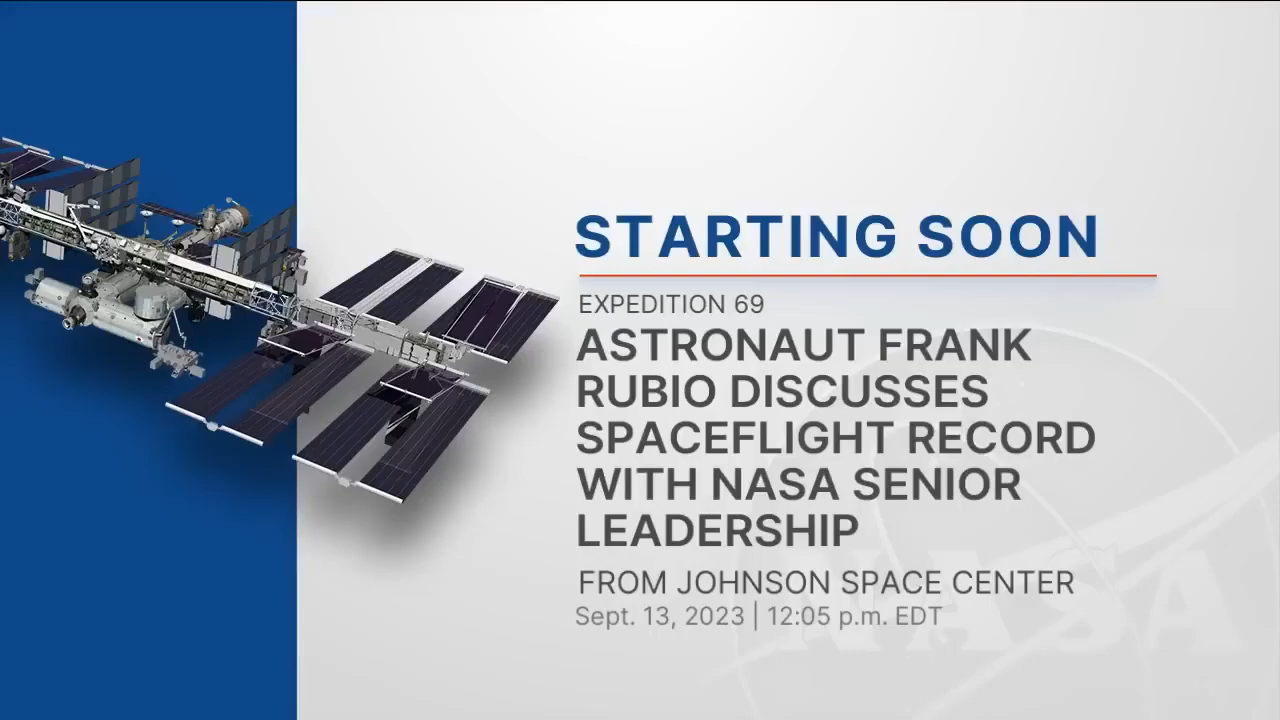 STARTING SOON
EXPEDITION 69
ASTRONAUT FRANK
RUBIO DISCUSSES
SPACEFLIGHT RECORD
WITH NASA SENIOR
LEADERSHIP
FROM JOHNSON SPACE CENTER
Sept. 13, 2023 | 12:05 p.m. EDT
NASA